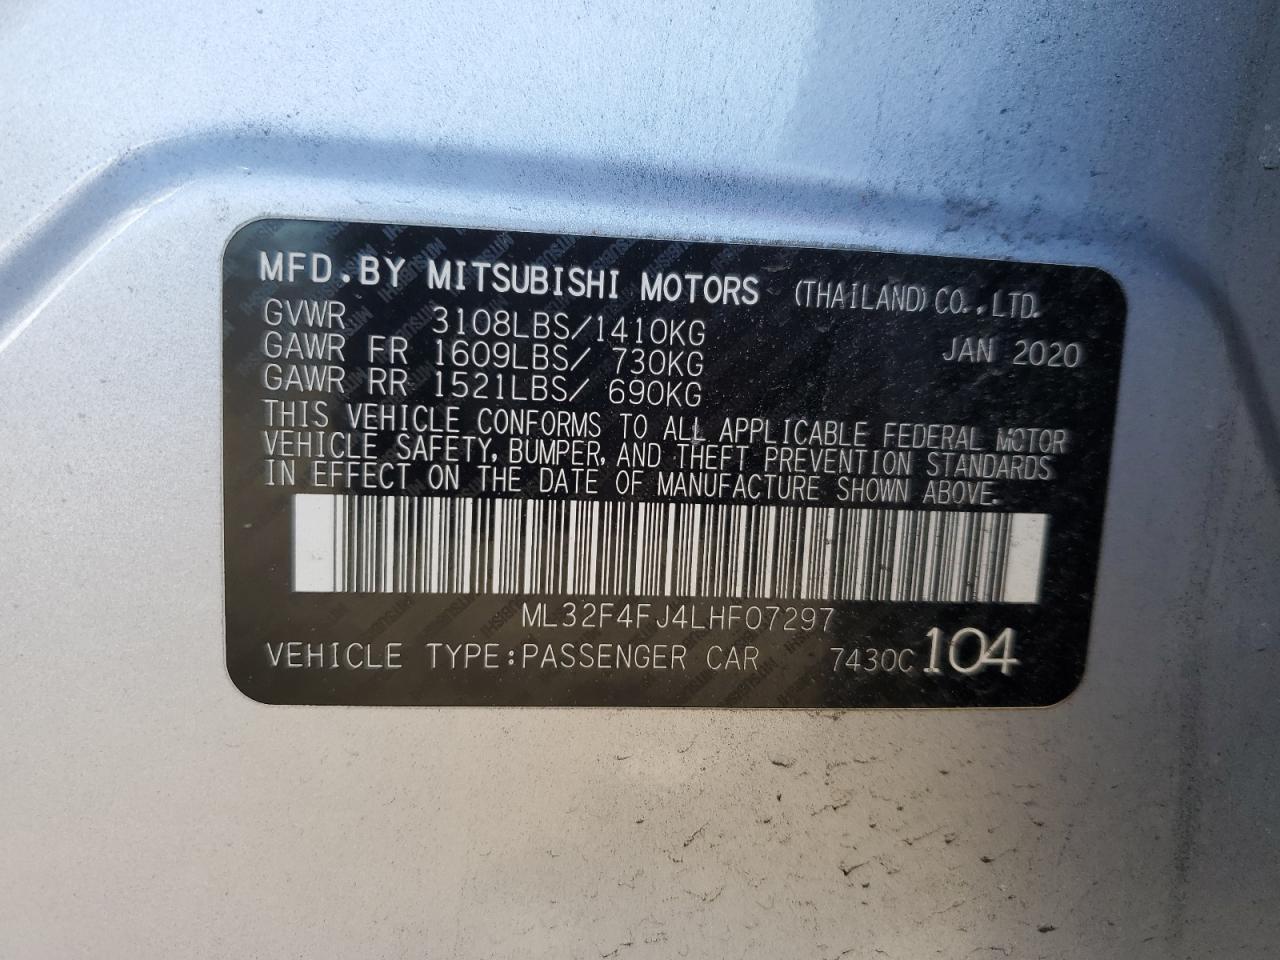 MFD.BY MITSUBISHI MOTORS (THAILAND) CO.,LTD.
GVWR 3108LBS/1410KG
GAWR FR 1609LBS/ 730KG JAN 2020
GAWR RR 1521LBS/ 690KG
THIS VEHICLE CONFORMS TO ALL APPLICABLE FEDERAL MOTOR
VEHICLE SAFETY, BUMPER, AND THEFT PREVENTION STANDARDS
IN EFFECT ON THE DATE OF MANUFACTURE SHOWN ABOVE.
ML32F4FJ4LHF07297
VEHICLE TYPE:PASSENGER CAR 7430C 104